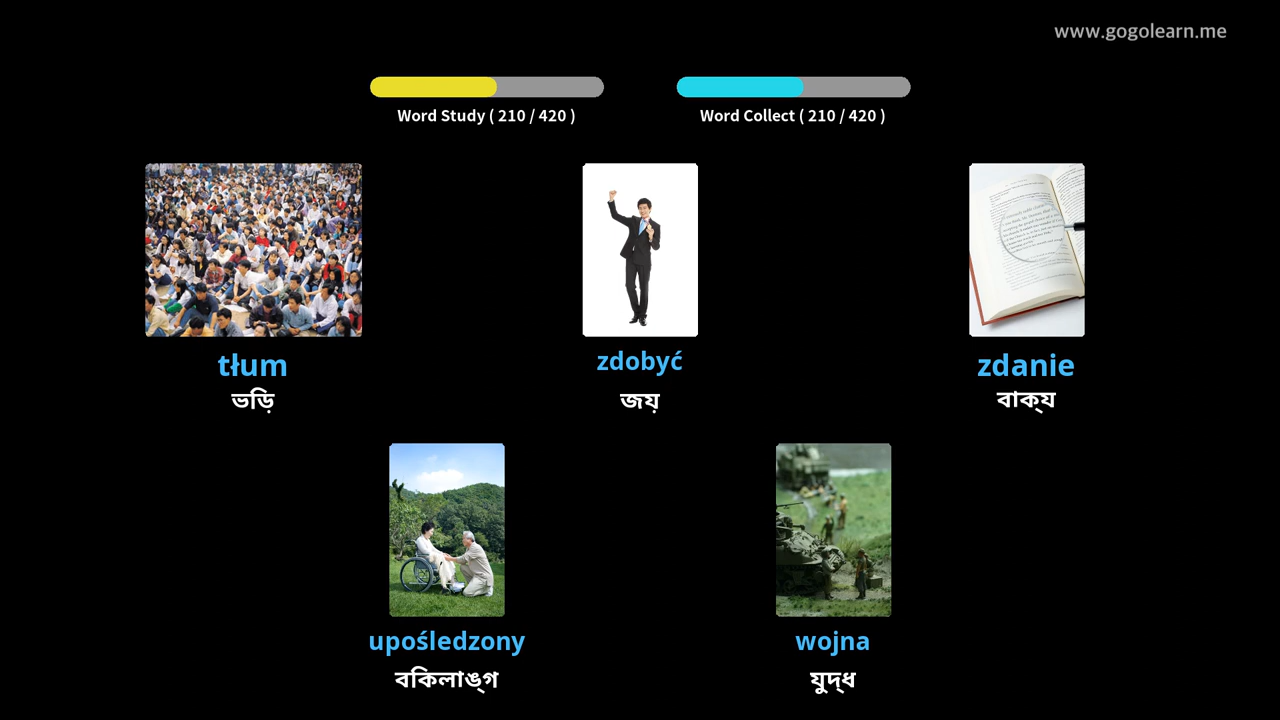 www.gogolearn.me
Word Study ( 210 / 420 )
Word Collect ( 210 / 420 )
tłum
ভিড়
zdobyć
জয়
zdanie
বাক্য
upośledzony
বিকলাঙ্গ
wojna
যুদ্ধ